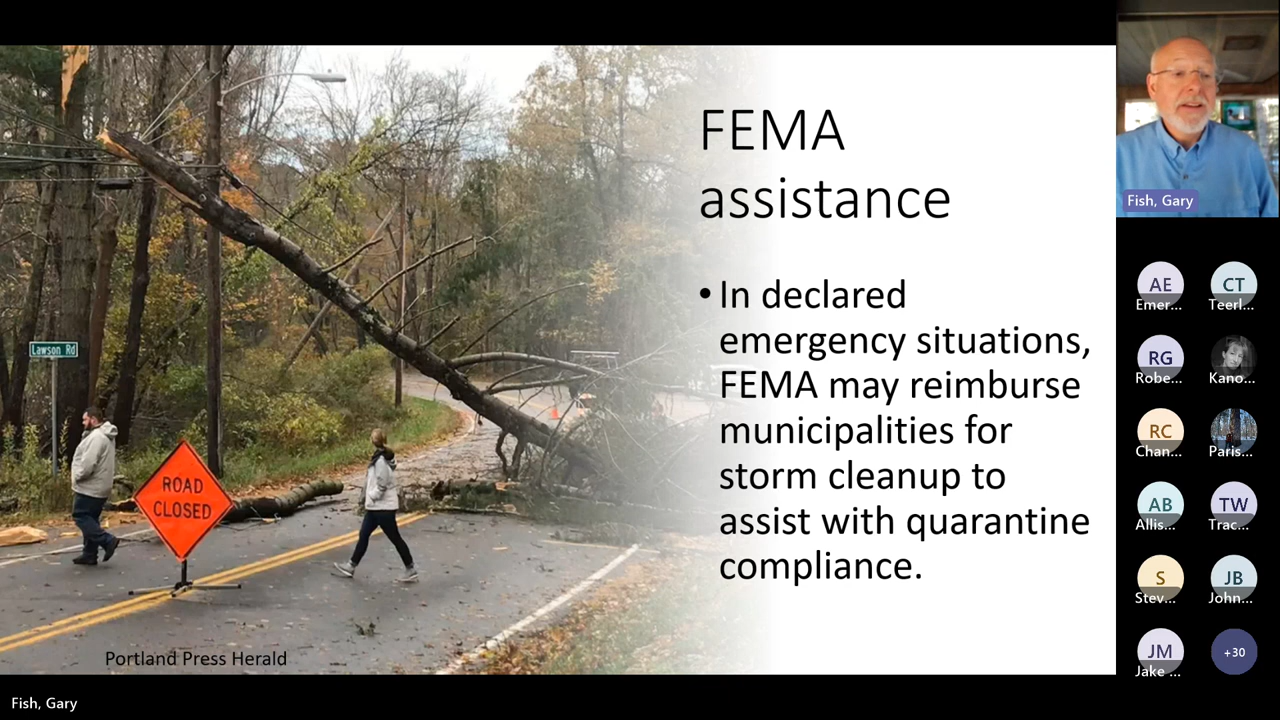 FEMA
assistance
• In declared
emergency situations,
FEMA may reimburse
municipalities for
storm cleanup to
assist with quarantine
compliance.
Lawson Rd
ROAD
CLOSED
Portland Press Herald
Fish, Gary
AE
CT
Emer...
Teerl...
RG
Robe...
Kano...
RC
Chan...
Paris...
AB
TW
Allis...
Trac...
S
JB
Stev...
John...
JM
+30
Jake ...
Fish, Gary